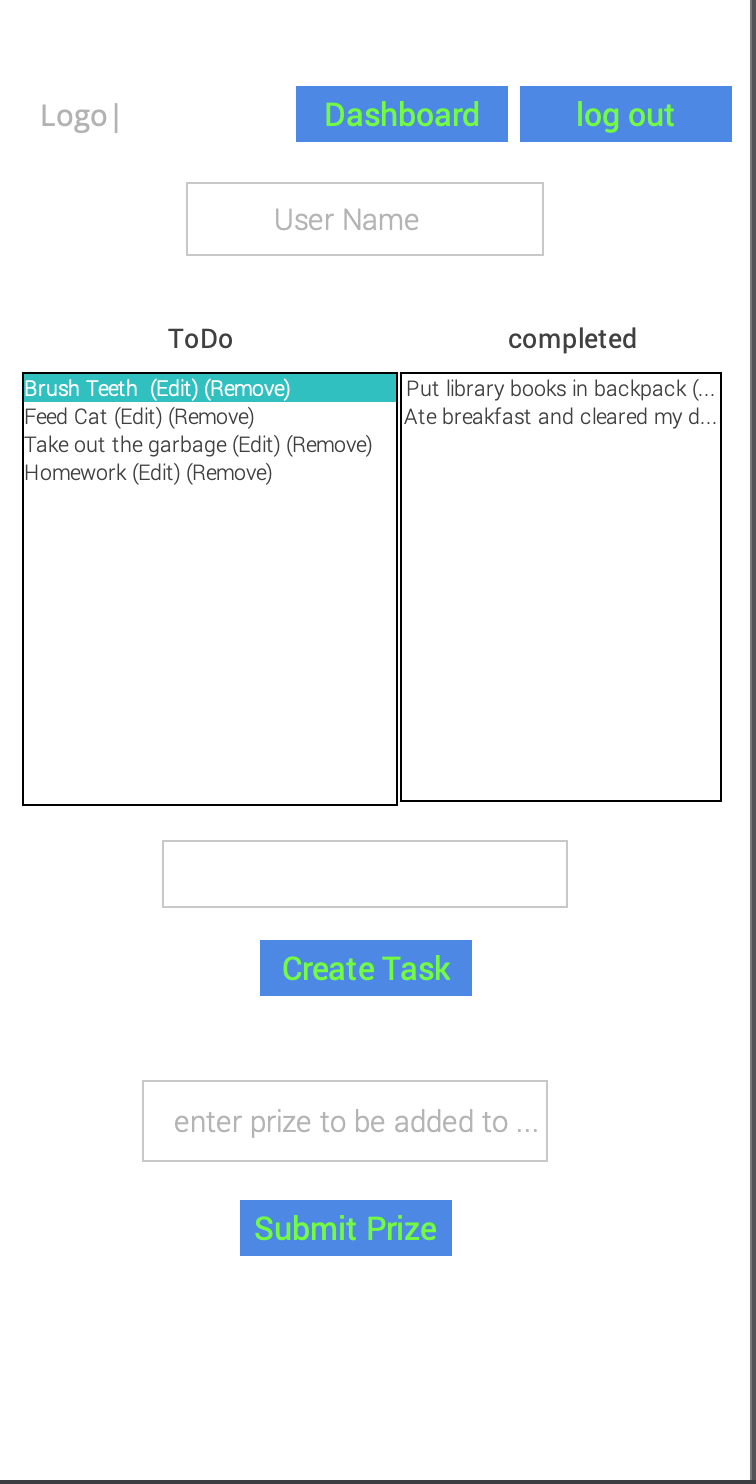 Logo|
Dashboard
log out
User Name
ToDo
completed
Brush Teeth  (Edit) (Remove)
Feed Cat (Edit) (Remove)
Take out the garbage (Edit) (Remove)
Homework (Edit) (Remove)
Put library books in backpack (...
Ate breakfast and cleared my d...
Create Task
enter prize to be added to ...
Submit Prize